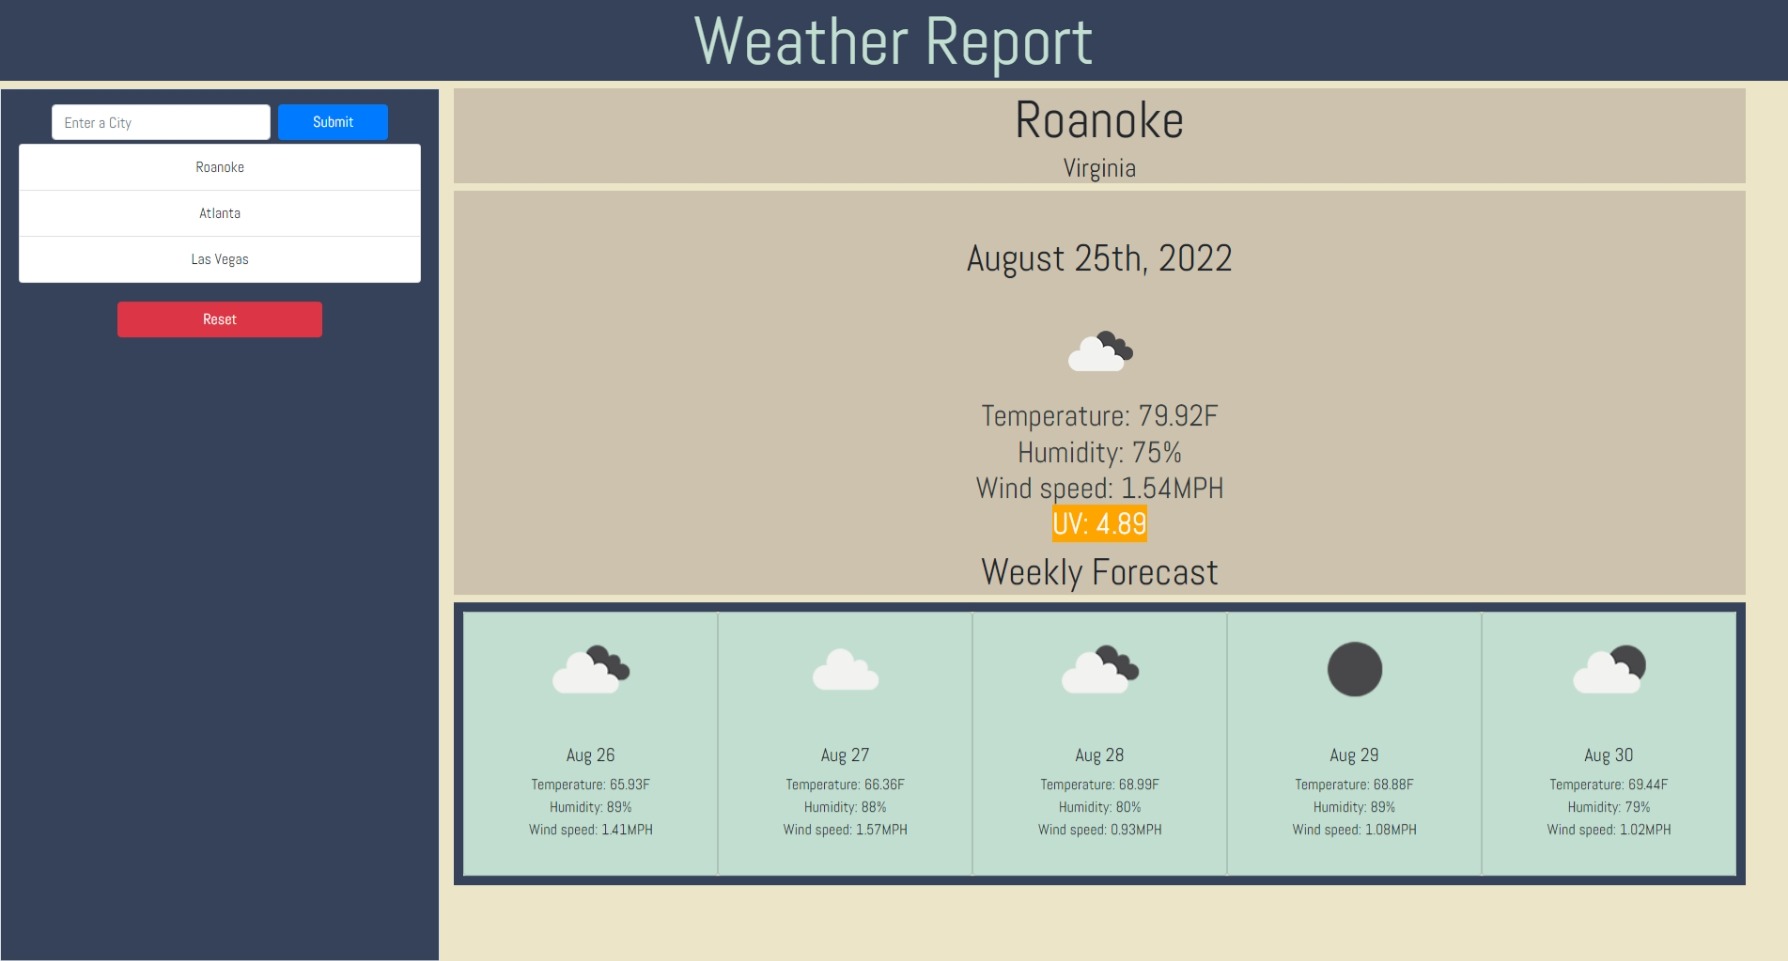 Weather Report
Enter a City
Submit
Roanoke
Atlanta
Las Vegas
Reset
Roanoke
Virginia
August 25th, 2022
Temperature: 79.92F
Humidity: 75%
Wind speed: 1.54MPH
UV: 4.89
Weekly Forecast
Aug 26
Temperature: 65.93F
Humidity: 89%
Wind speed: 1.41MPH
Aug 27
Temperature: 66.36F
Humidity: 88%
Wind speed: 1.57MPH
Aug 28
Temperature: 68.99F
Humidity: 80%
Wind speed: 0.93MPH
Aug 29
Temperature: 68.88F
Humidity: 89%
Wind speed: 1.08MPH
Aug 30
Temperature: 69.44F
Humidity: 79%
Wind speed: 1.02MPH